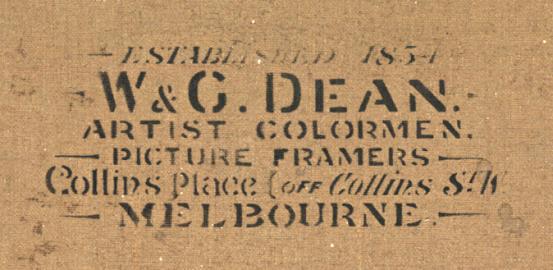 ESTABLISHED 1854
W & G. DEAN.
ARTIST COLORMEN.
PICTURE FRAMERS
Collins Place (OFF Collins St W
MELBOURNE.